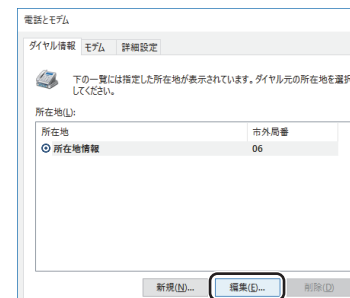 電話とモデム
ダイヤル情報 モデム 詳細設定
下の一覧には指定した所在地が表示されています。ダイヤル元の所在地を選択
してください。
所在地(L):
所在地 市外局番
所在地情報 06
新規(N)... 編集(E)... 削除(D)